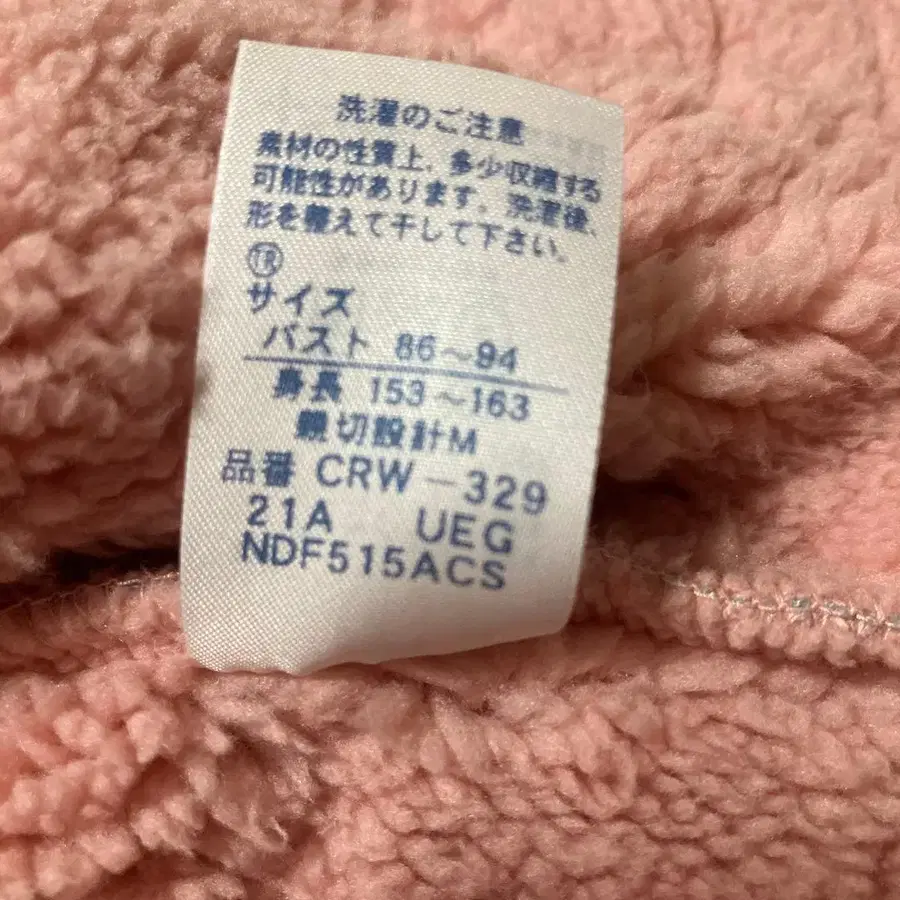 洗濯のご注意
素材の性質上、多少収縮する
可能性があります。洗濯後、
形を整えて干して下さい。
TR
サイズ
バスト 86～94
身長 153～163
親切設計M
品番 CRW－329
21A UEG
NDF515ACS